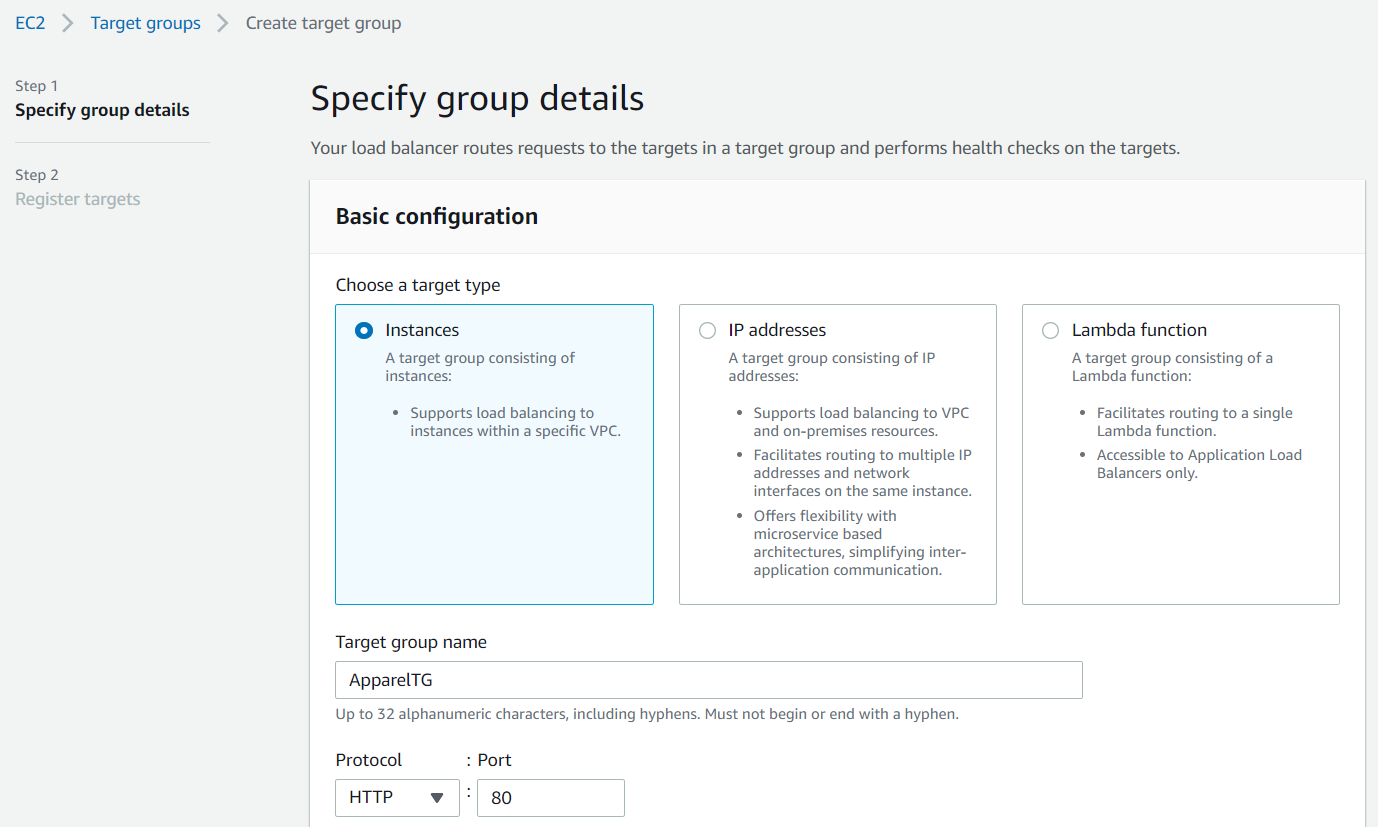 EC2 > Target groups > Create target group
Step 1
Specify group details
Step 2
Register targets
Specify group details
Your load balancer routes requests to the targets in a target group and performs health checks on the targets.
Basic configuration
Choose a target type
Instances
A target group consisting of
instances:
• Supports load balancing to
instances within a specific VPC.
IP addresses
A target group consisting of IP
addresses:
• Supports load balancing to VPC
and on-premises resources.
• Facilitates routing to multiple IP
addresses and network
interfaces on the same instance.
• Offers flexibility with
microservice based
architectures, simplifying inter-
application communication.
Lambda function
A target group consisting of a
Lambda function:
• Facilitates routing to a single
Lambda function.
• Accessible to Application Load
Balancers only.
Target group name
ApparelTG
Up to 32 alphanumeric characters, including hyphens. Must not begin or end with a hyphen.
Protocol : Port
HTTP : 80